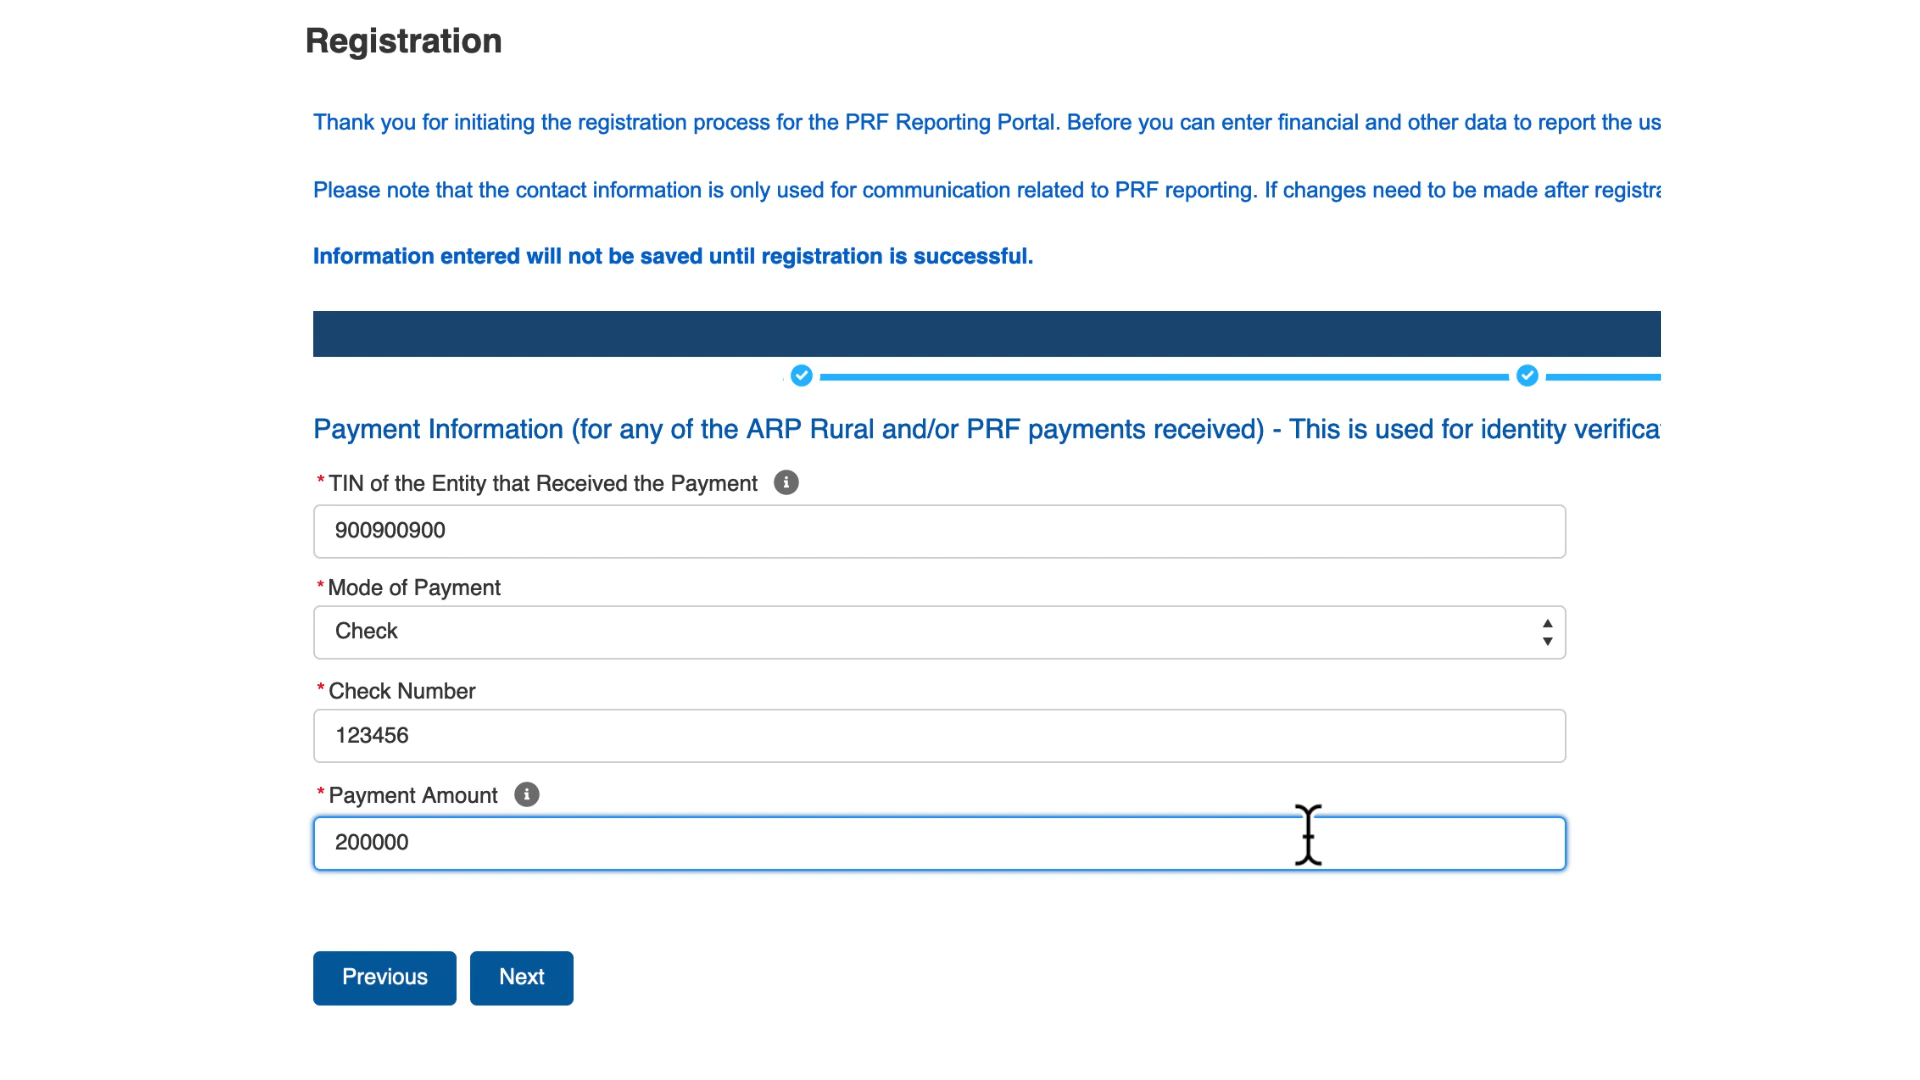 Registration
Thank you for initiating the registration process for the PRF Reporting Portal. Before you can enter financial and other data to report the us
Please note that the contact information is only used for communication related to PRF reporting. If changes need to be made after registra
Information entered will not be saved until registration is successful.
Payment Information (for any of the ARP Rural and/or PRF payments received) - This is used for identity verifica
*TIN of the Entity that Received the Payment
900900900
*Mode of Payment
Check
*Check Number
123456
*Payment Amount
200000
Previous Next